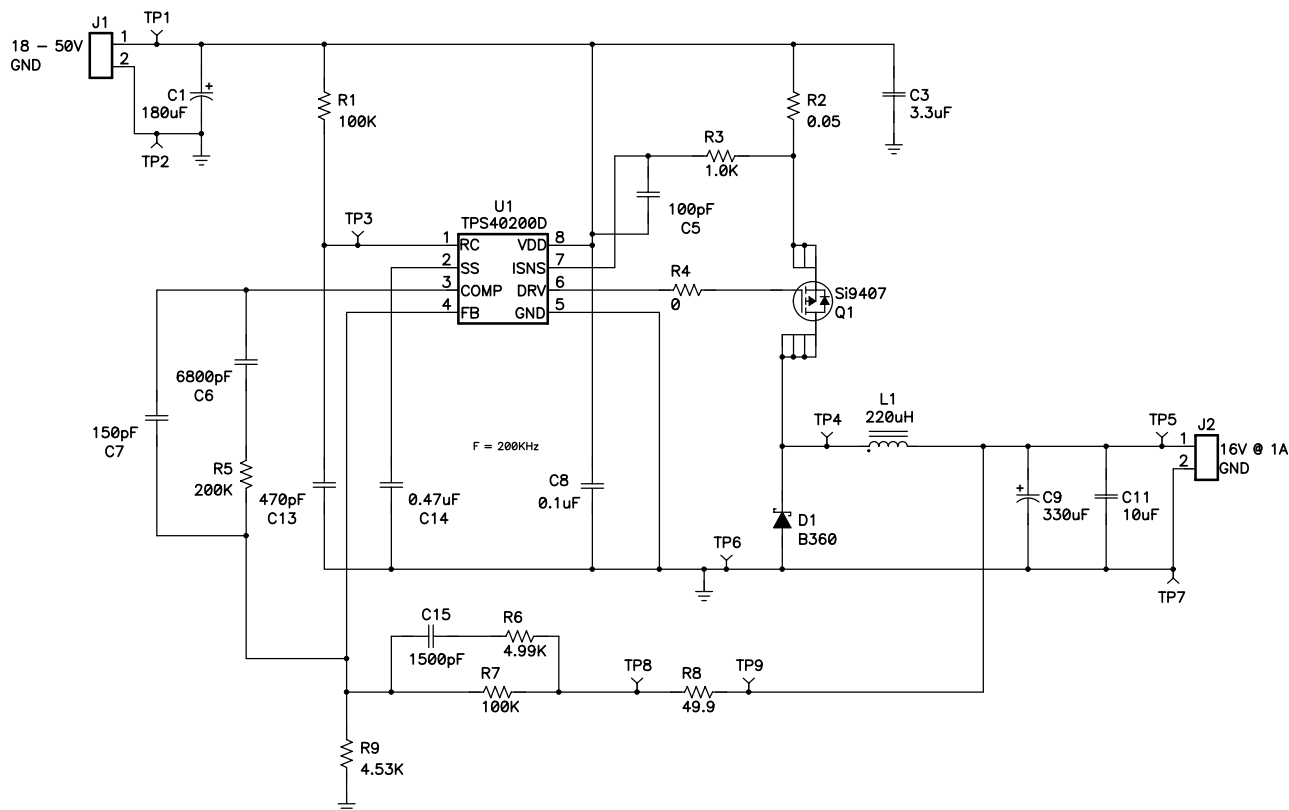 J1
TP1
18 - 50V
1
GND
2
C1
+
180uF
TP2
R1
100K
R2
0.05
C3
3.3uF
R3
1.0K
100pF
C5
U1
TPS40200D
TP3
1
RC
VDD
8
2
SS
ISNS
7
3
COMP
DRV
6
4
FB
GND
5
R4
0
Si9407
Q1
6800pF
C6
150pF
C7
R5
200K
470pF
C13
0.47uF
C14
F = 200KHz
C8
0.1uF
TP4
L1
220uH
TP5
J2
1
16V @ 1A
2
GND
+
C9
330uF
C11
10uF
D1
B360
TP6
TP7
C15
1500pF
R6
4.99K
R7
100K
TP8
R8
49.9
TP9
R9
4.53K